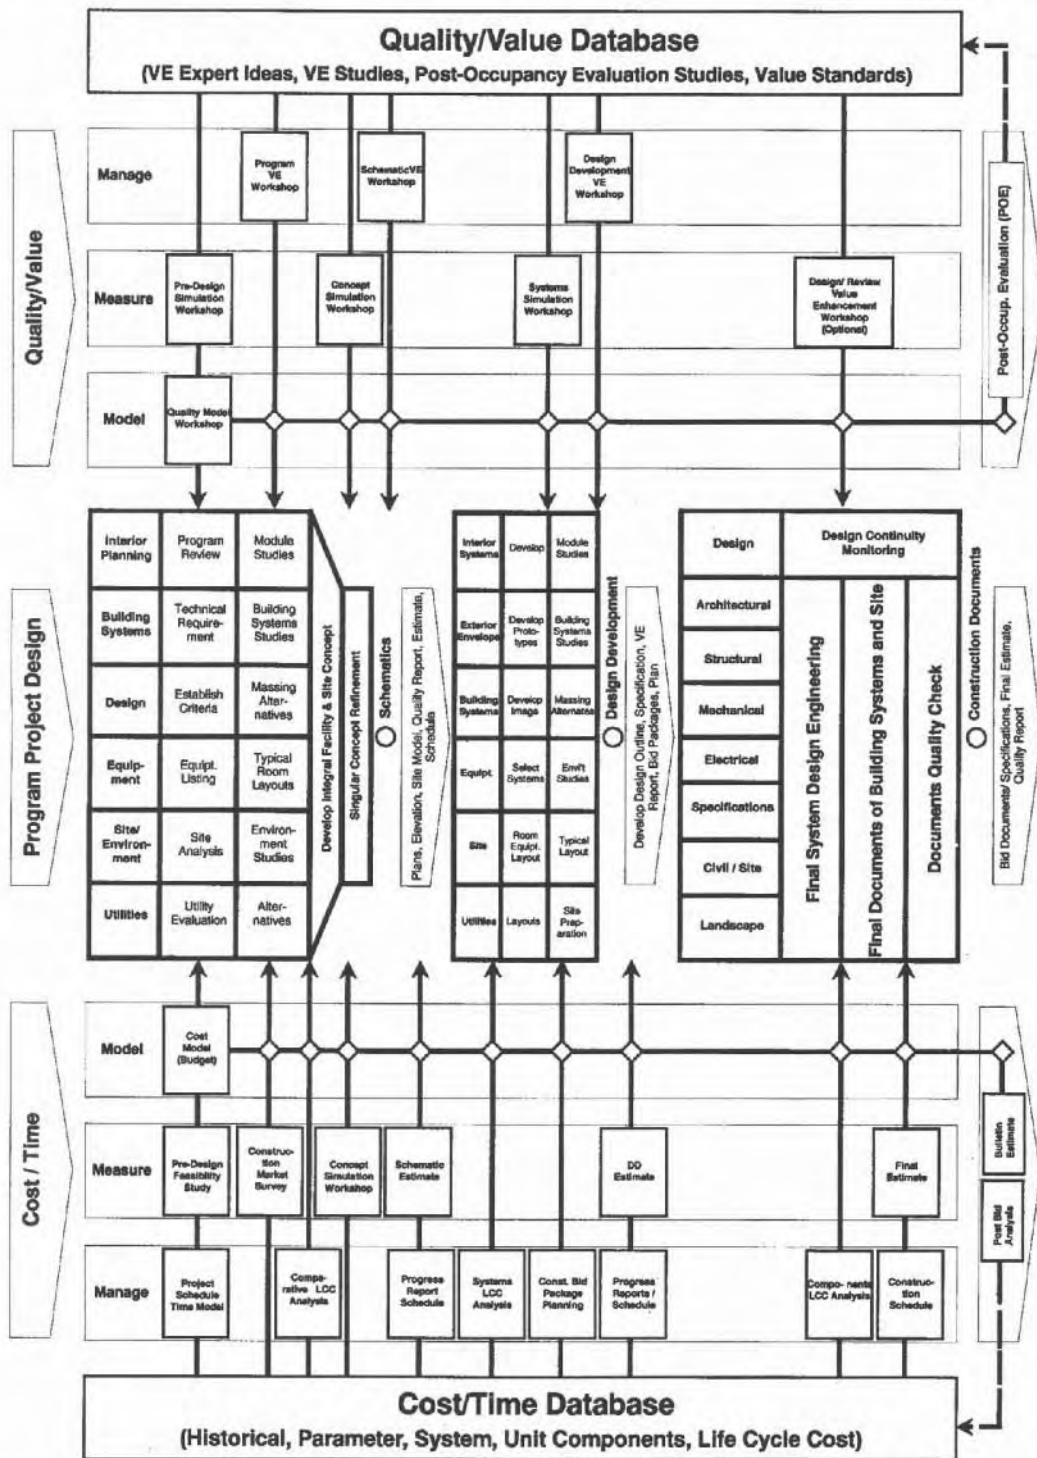 Quality/Value Database
(VE Expert Ideas, VE Studies, Post-Occupancy Evaluation Studies, Value Standards)
Quality/Value
Manage
Program
VE
Workshop
SchematicVE
Workshop
Design
Development
VE
Workshop
Measure
Pre-Design
Simulation
Workshop
Concept
Simulation
Workshop
Systems
Simulation
Workshop
Design/ Review
Value
Enhancement
Workshop
(Optional)
Model
Quality Model
Workshop
Post-Occup. Evaluation (POE)
Program Project Design
Interior
Planning
Program
Review
Module
Studies
Building
Systems
Technical
Require-
ment
Building
Systems
Studies
Design
Establish
Criteria
Massing
Alter-
natives
Equip-
ment
Equipt.
Listing
Typical
Room
Layouts
Site/
Environ-
ment
Site
Analysis
Environ-
ment
Studies
Utilities
Utility
Evaluation
Alter-
natives
Develop Integral Facility & Site Concept
Singular Concept Refinement
Schematics
Plans, Elevation, Site Model, Quality Report, Estimate,
Schedule
Interior
Systems
Develop
Module
Studies
Exterior
Envelope
Develop
Proto-
types
Building
Systems
Studies
Building
Systems
Develop
Image
Massing
Alternates
Equipt.
Select
Systems
Env't
Studies
Site
Room
Equipt.
Layout
Typical
Layout
Utilities
Layouts
Site
Prep-
aration
Design Development
Develop Design Outline, Specification, VE
Report, Bid Packages, Plan
Design
Design Continuity
Monitoring
Architectural
Structural
Mechanical
Electrical
Specifications
Civil / Site
Landscape
Final System Design Engineering
Final Documents of Building Systems and Site
Documents Quality Check
Construction Documents
Bid Documents/ Specifications, Final Estimate,
Quality Report
Cost / Time
Model
Cost
Model
(Budget)
Measure
Pre-Design
Feasibility
Study
Construc-
tion
Market
Survey
Concept
Simulation
Workshop
Schematic
Estimate
DD
Estimate
Final
Estimate
Manage
Project
Schedule
Time Model
Compa-
rative LCC
Analysis
Progress
Report
Schedule
Systems
LCC
Analysis
Const. Bid
Package
Planning
Progress
Reports /
Schedule
Compo- nents
LCC Analysis
Construc-
tion
Schedule
Bulletin
Estimate
Post Bid
Analysis
Cost/Time Database
(Historical, Parameter, System, Unit Components, Life Cycle Cost)